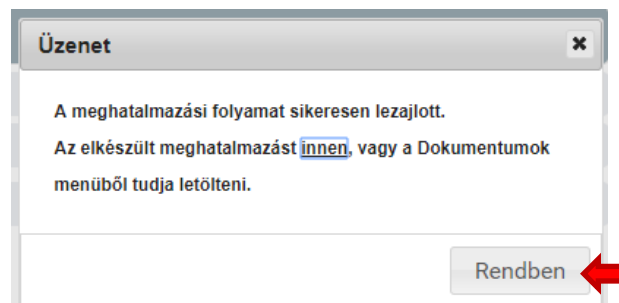 Üzenet
A meghatalmazási folyamat sikeresen lezajlott.
Az elkészült meghatalmazást innen, vagy a Dokumentumok
menüből tudja letölteni.
Rendben